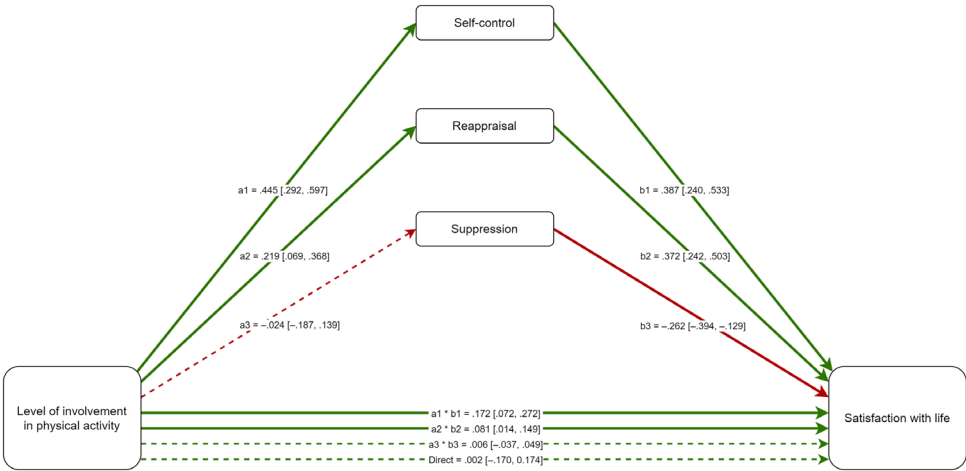 Self-control
Reappraisal
a1 = .445 [.292, .597]
b1 = .387 [.240, .533]
Suppression
a2 = .219 [.069, .368]
b2 = .372 [.242, .503]
a3 = –.024 [–.187, .139]
b3 = –.262 [–.394, –.129]
Level of involvement
in physical activity
a1 * b1 = .172 [.072, .272]
a2 * b2 = .081 [.014, .149]
a3 * b3 = .006 [–.037, .049]
Direct = .002 [–.170, 0.174]
Satisfaction with life